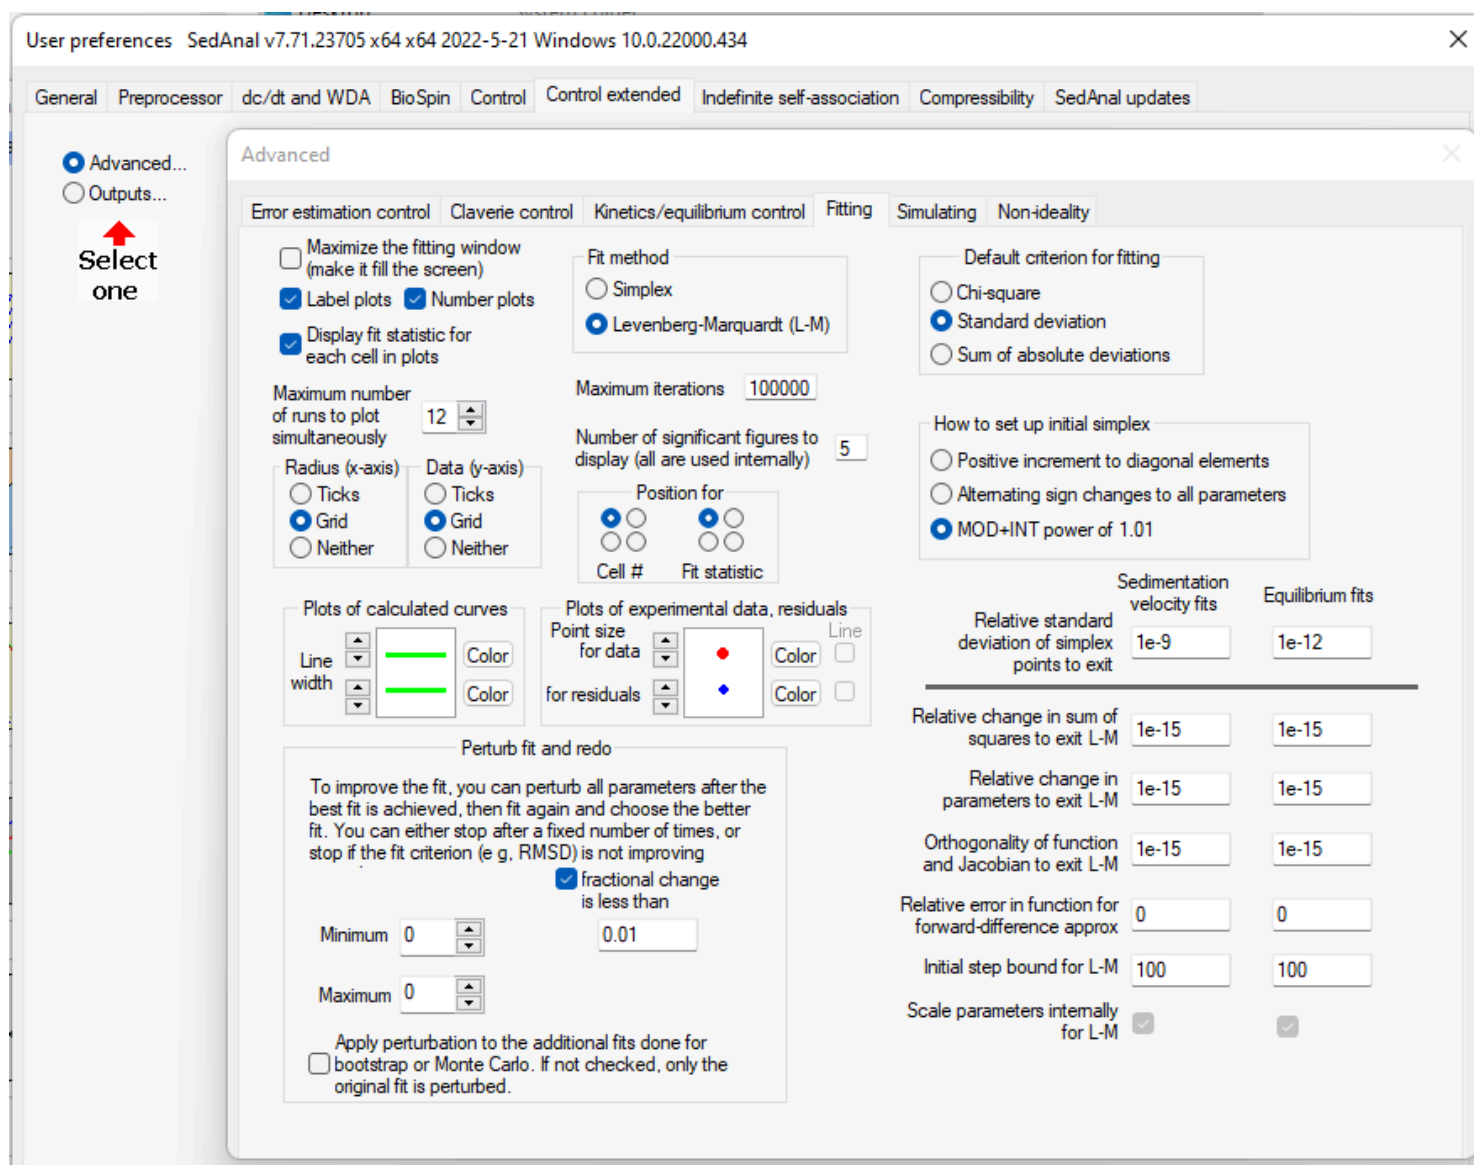 User preferences SedAnal v7.71.23705 x64 x64 2022-5-21 Windows 10.0.22000.434
General Preprocessor dc/dt and WDA BioSpin Control Control extended Indefinite self-association Compressibility SedAnal updates
Advanced...
Outputs...
Select
one
Advanced
Error estimation control Claverie control Kinetics/equilibrium control Fitting Simulating Non-ideality
Maximize the fitting window
(make it fill the screen)
Label plots Number plots
Display fit statistic for
each cell in plots
Maximum number
of runs to plot
simultaneously
12
Radius (x-axis)
Ticks
Grid
Neither
Data (y-axis)
Ticks
Grid
Neither
Fit method
Simplex
Levenberg-Marquardt (L-M)
Maximum iterations 100000
Number of significant figures to
display (all are used internally)
5
Position for
Cell # Fit statistic
Default criterion for fitting
Chi-square
Standard deviation
Sum of absolute deviations
How to set up initial simplex
Positive increment to diagonal elements
Alternating sign changes to all parameters
MOD+INT power of 1.01
Plots of calculated curves
Line
width
Color
Color
Plots of experimental data, residuals
Point size
for data
Color
Line
for residuals
Color
Sedimentation
velocity fits
Equilibrium fits
Relative standard
deviation of simplex
points to exit
1e-9 1e-12
Relative change in sum of
squares to exit L-M
1e-15 1e-15
Relative change in
parameters to exit L-M
1e-15 1e-15
Orthogonality of function
and Jacobian to exit L-M
1e-15 1e-15
Relative error in function for
forward-difference approx
0 0
Initial step bound for L-M 100 100
Scale parameters internally
for L-M
Perturb fit and redo
To improve the fit, you can perturb all parameters after the
best fit is achieved, then fit again and choose the better
fit. You can either stop after a fixed number of times, or
stop if the fit criterion (e g, RMSD) is not improving
fractional change
is less than
Minimum 0
0.01
Maximum 0
Apply perturbation to the additional fits done for
bootstrap or Monte Carlo. If not checked, only the
original fit is perturbed.